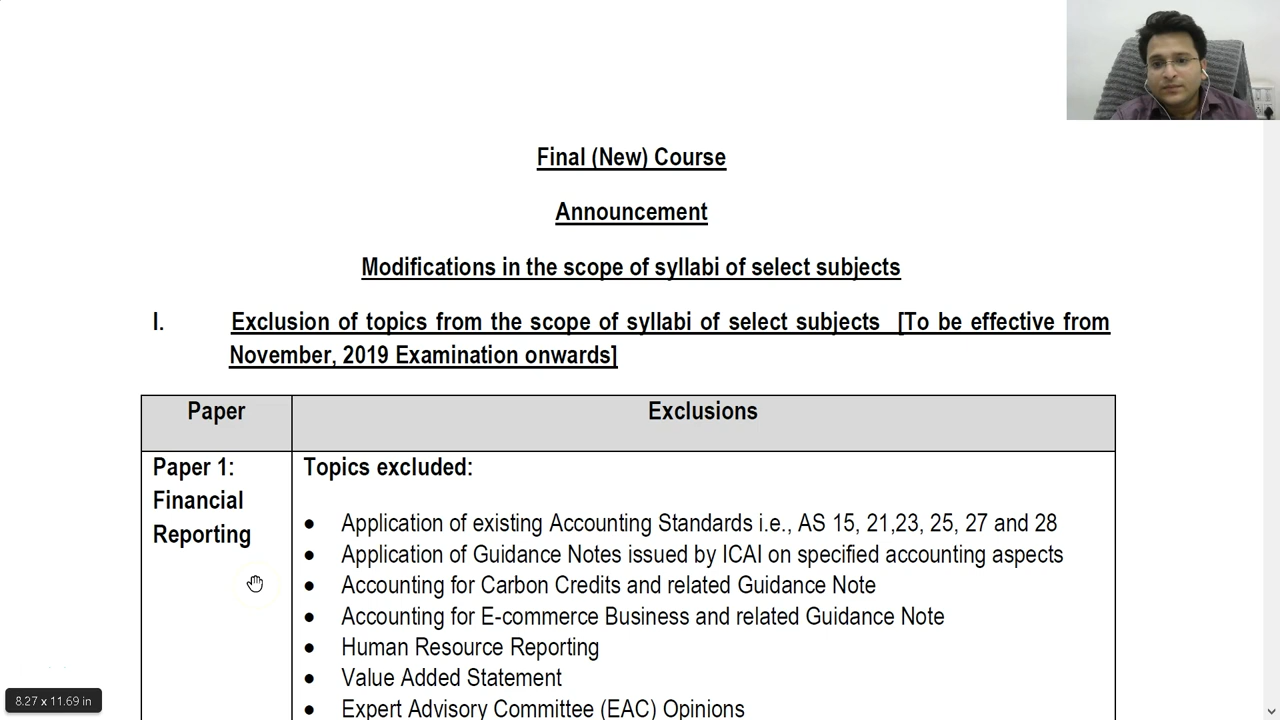 Final (New) Course
Announcement
Modifications in the scope of syllabi of select subjects
I. Exclusion of topics from the scope of syllabi of select subjects [To be effective from
November, 2019 Examination onwards]
Paper Exclusions
Paper 1:
Financial
Reporting
Topics excluded:
• Application of existing Accounting Standards i.e., AS 15, 21,23, 25, 27 and 28
• Application of Guidance Notes issued by ICAI on specified accounting aspects
• Accounting for Carbon Credits and related Guidance Note
• Accounting for E-commerce Business and related Guidance Note
• Human Resource Reporting
• Value Added Statement
• Expert Advisory Committee (EAC) Opinions
8.27 x 11.69 in